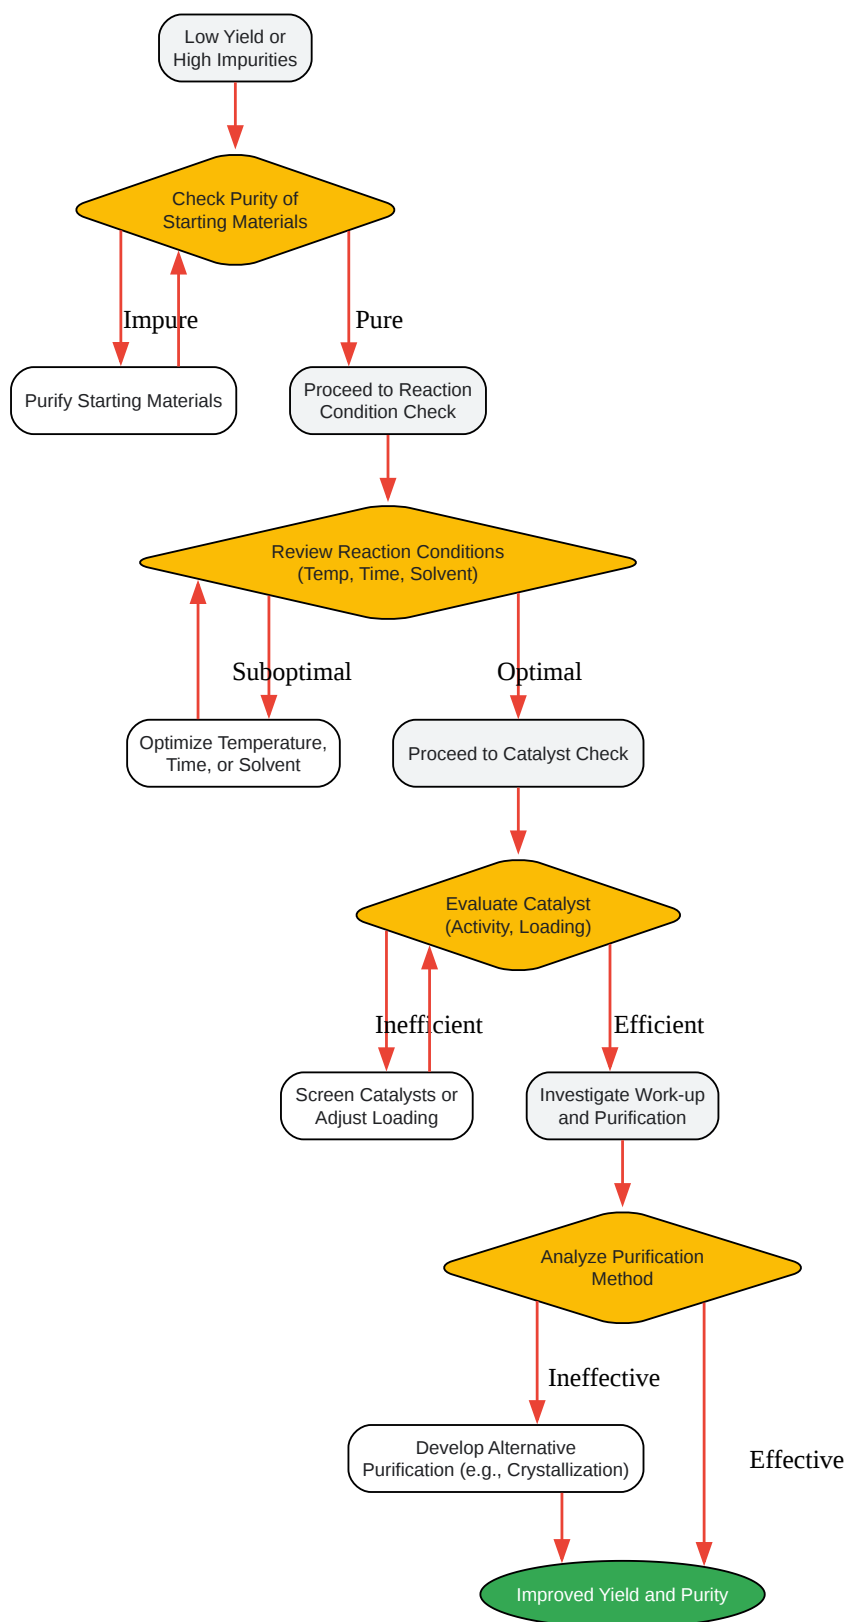 Low Yield or
High Impurities
Check Purity of
Starting Materials
Impure
Pure
Purify Starting Materials
Proceed to Reaction
Condition Check
Review Reaction Conditions
(Temp, Time, Solvent)
Suboptimal
Optimal
Optimize Temperature,
Time, or Solvent
Proceed to Catalyst Check
Evaluate Catalyst
(Activity, Loading)
Inefficient
Efficient
Screen Catalysts or
Adjust Loading
Investigate Work-up
and Purification
Analyze Purification
Method
Ineffective
Effective
Develop Alternative
Purification (e.g., Crystallization)
Improved Yield and Purity